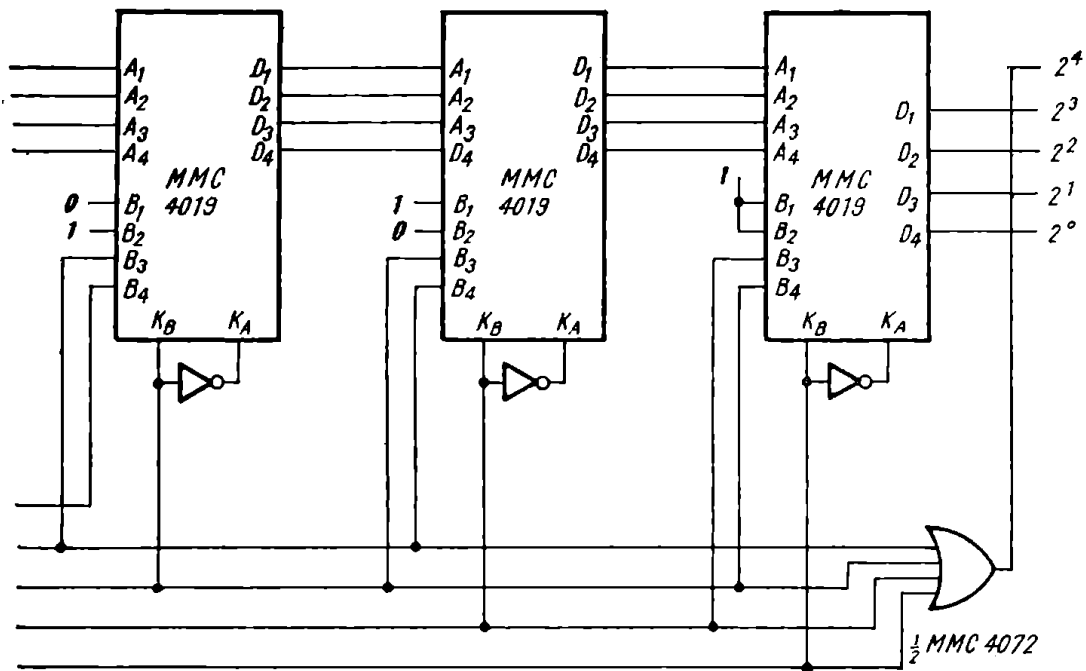 A1 D1 A1 D1 A1 2^4
A2 D2 A2 D2 A2 D1 2^3
A3 D3 A3 D3 A3 D2 2^2
A4 D4 A4 D4 A4 D3 2^1
MMC 4019 MMC 4019 MMC 4019 D4 2^0
0 B1 1 B1 1 B1
1 B2 0 B2 B2
B3 B3 B3
B4 B4 B4
KB KA KB KA KB KA
1/2 MMC 4072